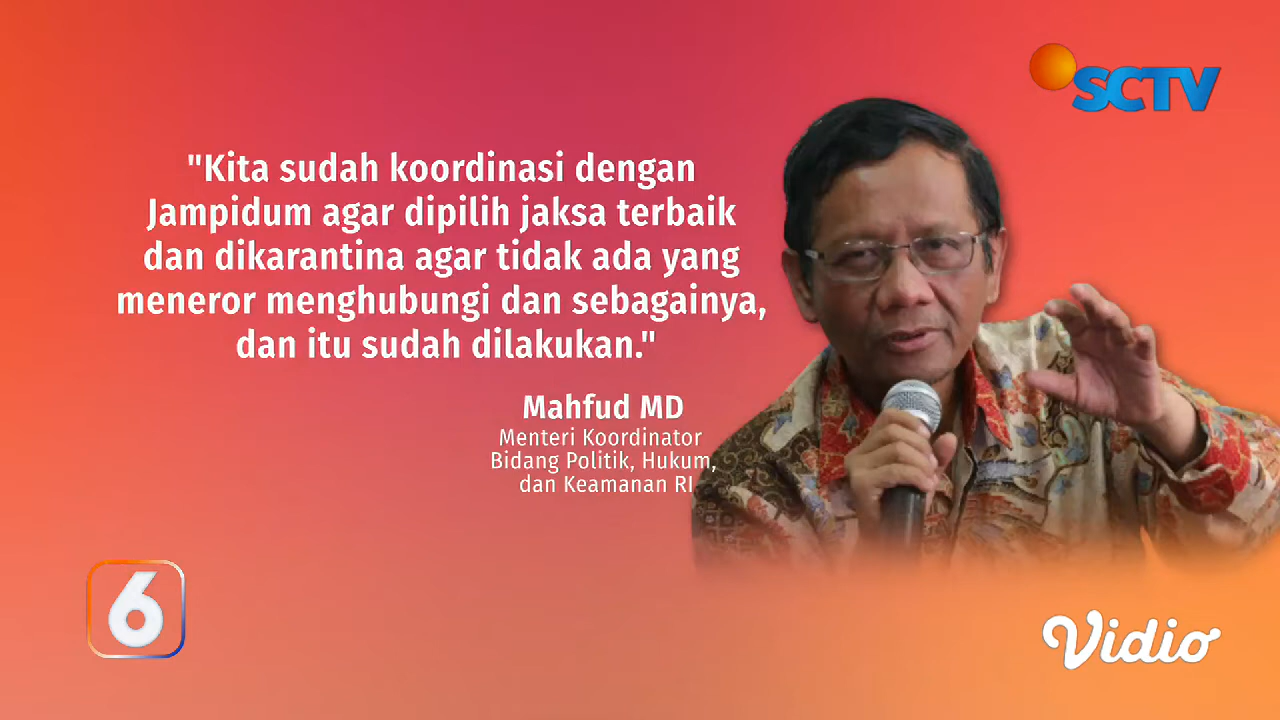 SCTV
"Kita sudah koordinasi dengan
Jampidum agar dipilih jaksa terbaik
dan dikarantina agar tidak ada yang
meneror menghubungi dan sebagainya,
dan itu sudah dilakukan."
Mahfud MD
Menteri Koordinator
Bidang Politik, Hukum,
dan Keamanan RI
6
Vidio